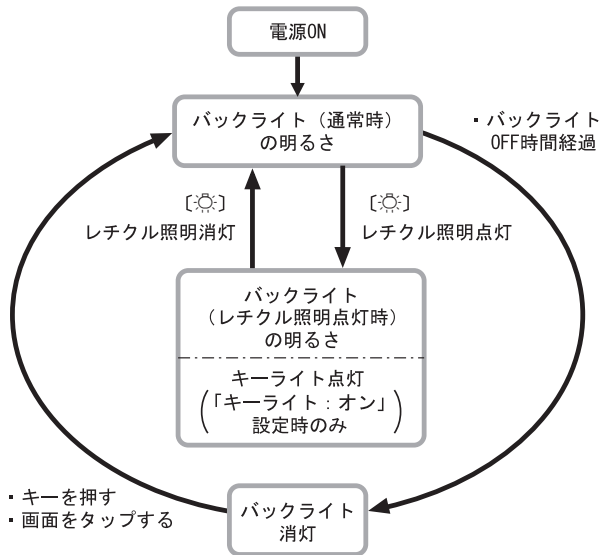 電源ON
バックライト（通常時）
の明るさ
・バックライト
OFF時間経過
〔☼〕
レチクル照明消灯
〔☼〕
レチクル照明点灯
バックライト
（レチクル照明点灯時）
の明るさ
キーライト点灯
（「キーライト：オン」
設定時のみ）
・キーを押す
・画面をタップする
バックライト
消灯